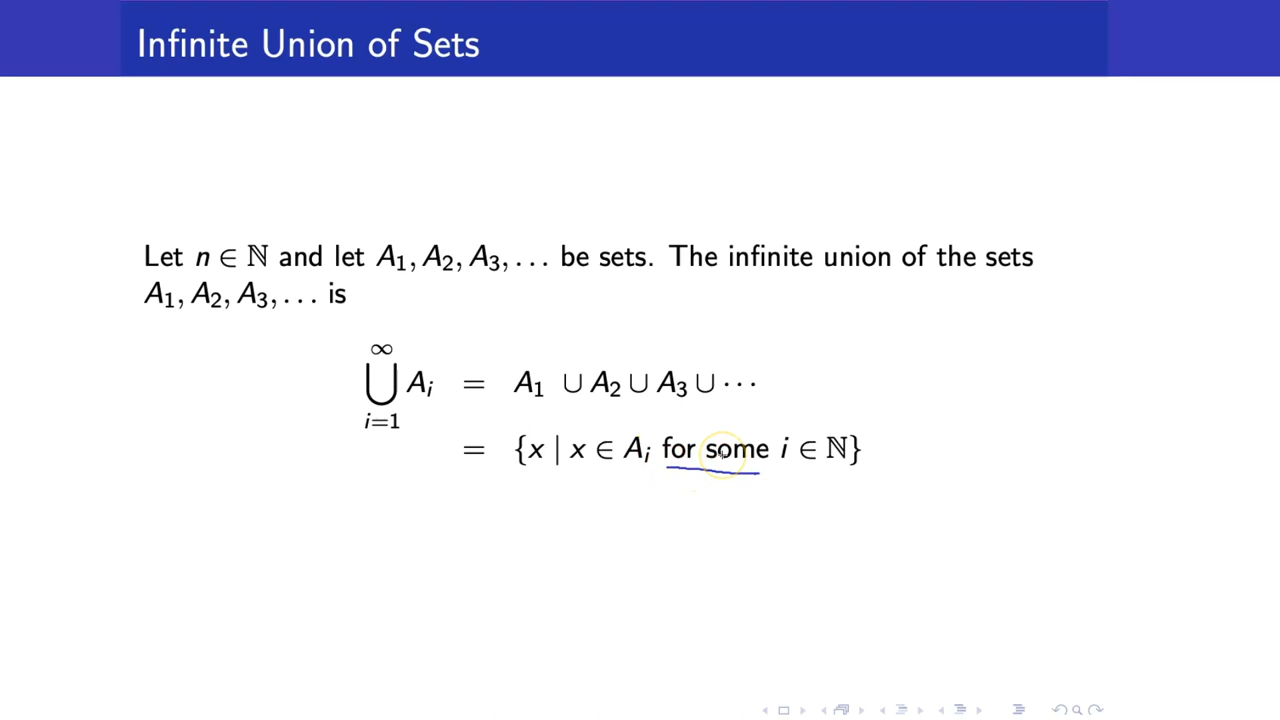 Infinite Union of Sets
Let n ∈ ℕ and let A₁, A₂, A₃, . . . be sets. The infinite union of the sets
A₁, A₂, A₃, . . . is
∞
⋃ Aᵢ = A₁ ∪ A₂ ∪ A₃ ∪ ···
i=1
= {x | x ∈ Aᵢ for some i ∈ ℕ}